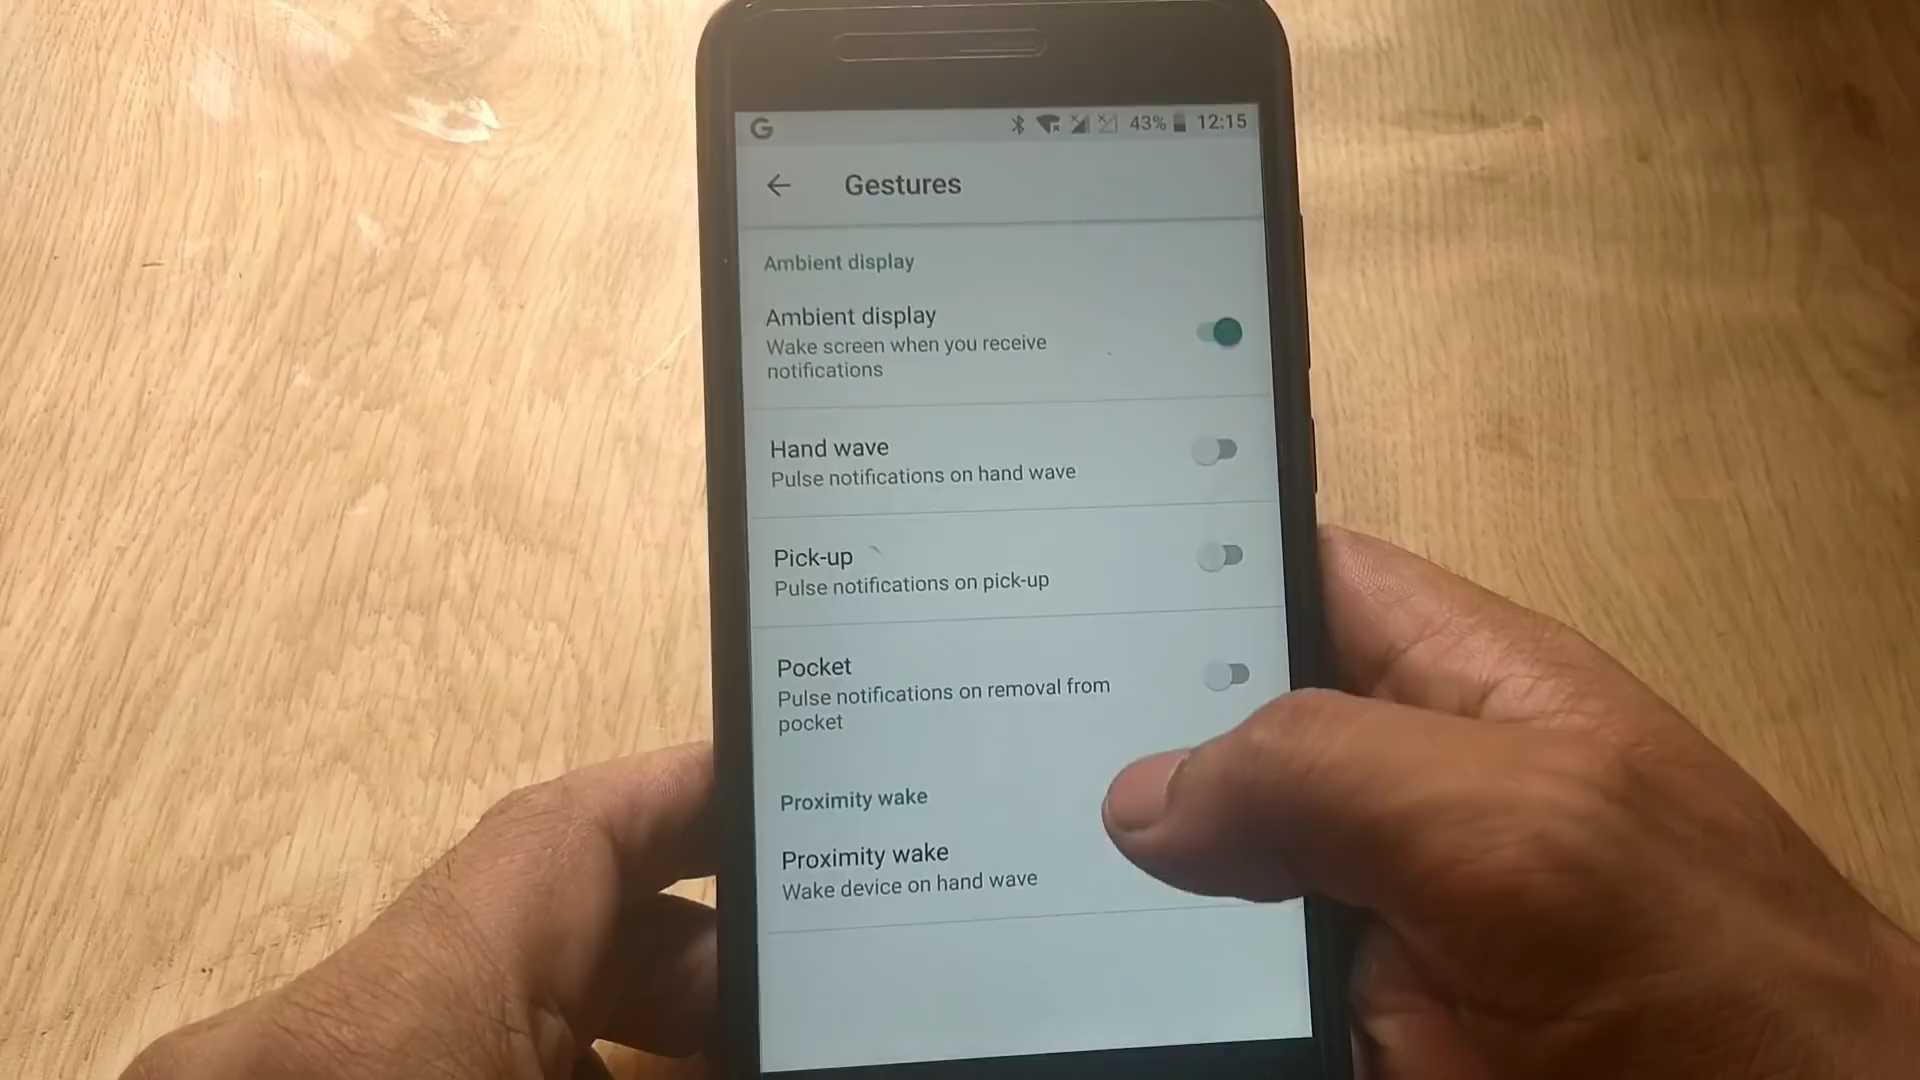 G 43% 12:15
Gestures
Ambient display
Ambient display
Wake screen when you receive
notifications
Hand wave
Pulse notifications on hand wave
Pick-up
Pulse notifications on pick-up
Pocket
Pulse notifications on removal from
pocket
Proximity wake
Proximity wake
Wake device on hand wave